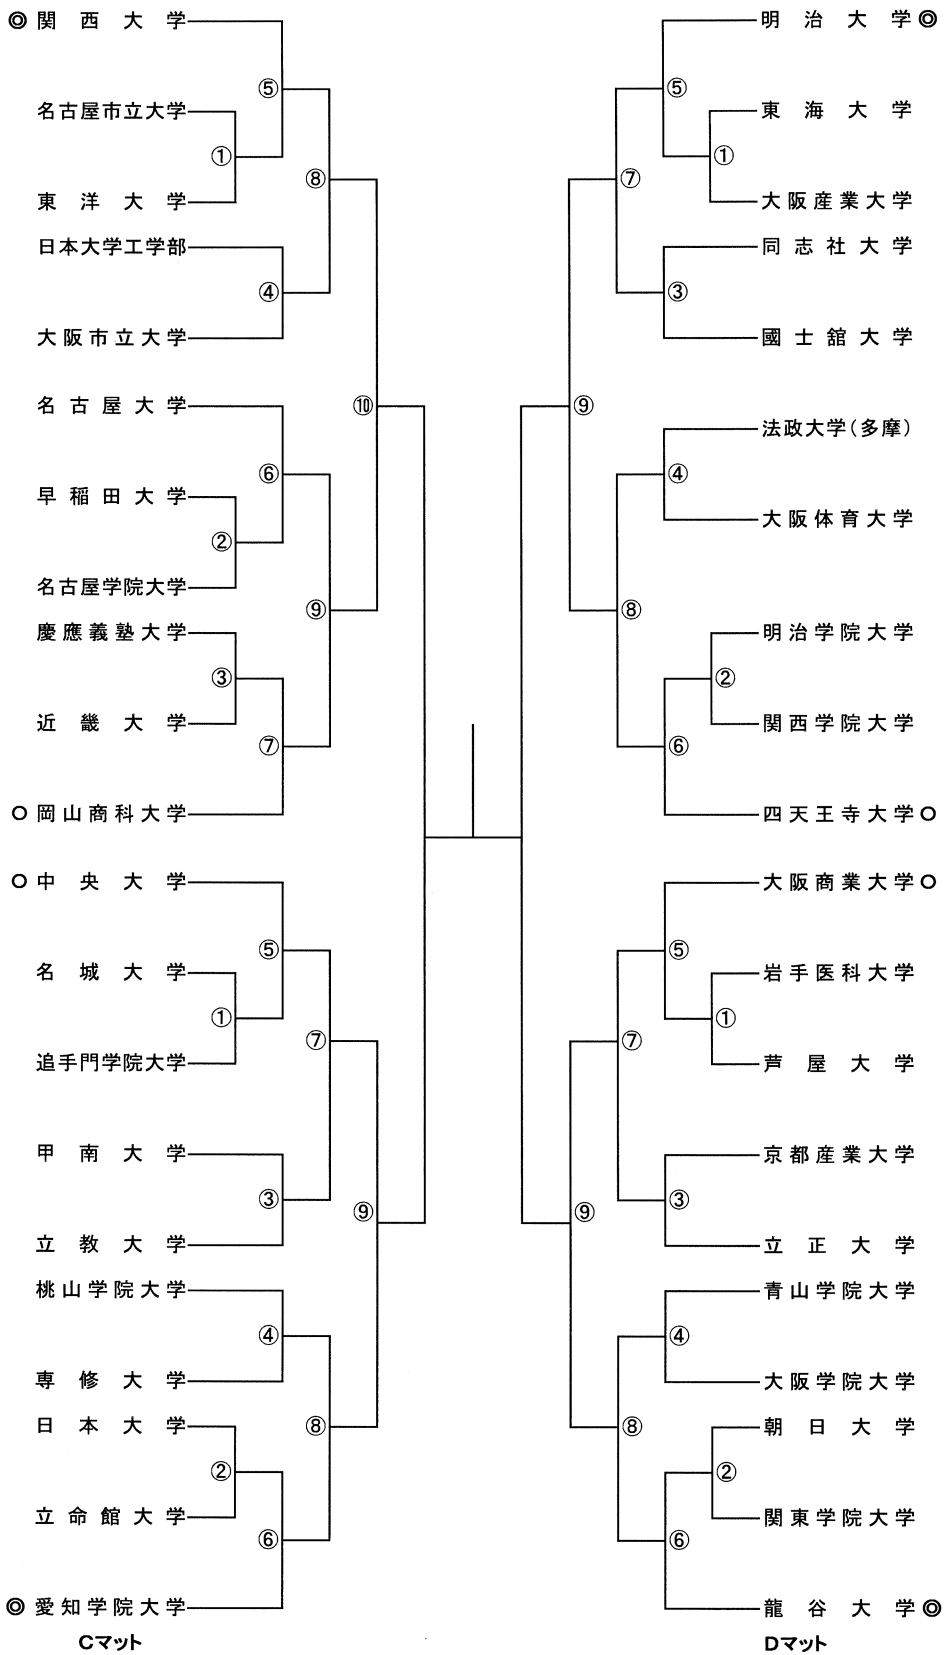 ◎ 関西大学
⑤
名古屋市立大学
①
⑧
東洋大学
日本大学工学部
④
大阪市立大学
⑩
名古屋大学
⑥
早稲田大学
②
名古屋学院大学
⑨
慶應義塾大学
③
近畿大学
⑦
○ 岡山商科大学
○ 中央大学
⑤
名城大学
①
追手門学院大学
⑦
甲南大学
③
立教大学
⑨
桃山学院大学
④
専修大学
⑧
日本大学
②
立命館大学
⑥
◎ 愛知学院大学
Cマット
明治大学 ◎
⑤
東海大学
①
⑦
大阪産業大学
同志社大学
③
國士舘大学
⑨
法政大学(多摩)
④
大阪体育大学
⑧
明治学院大学
②
関西学院大学
⑥
四天王寺大学 ○
大阪商業大学 ○
⑤
岩手医科大学
①
芦屋大学
⑦
京都産業大学
③
立正大学
⑨
青山学院大学
④
大阪学院大学
⑧
朝日大学
②
関東学院大学
⑥
龍谷大学 ◎
Dマット